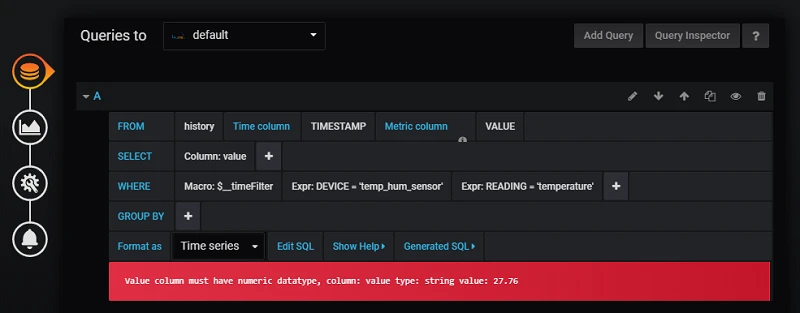 Queries to default Add Query Query Inspector ?
A
FROM history Time column TIMESTAMP Metric column VALUE
SELECT Column: value +
WHERE Macro: $__timeFilter Expr: DEVICE = 'temp_hum_sensor' Expr: READING = 'temperature' +
GROUP BY +
Format as Time series Edit SQL Show Help Generated SQL
Value column must have numeric datatype, column: value type: string value: 27.76